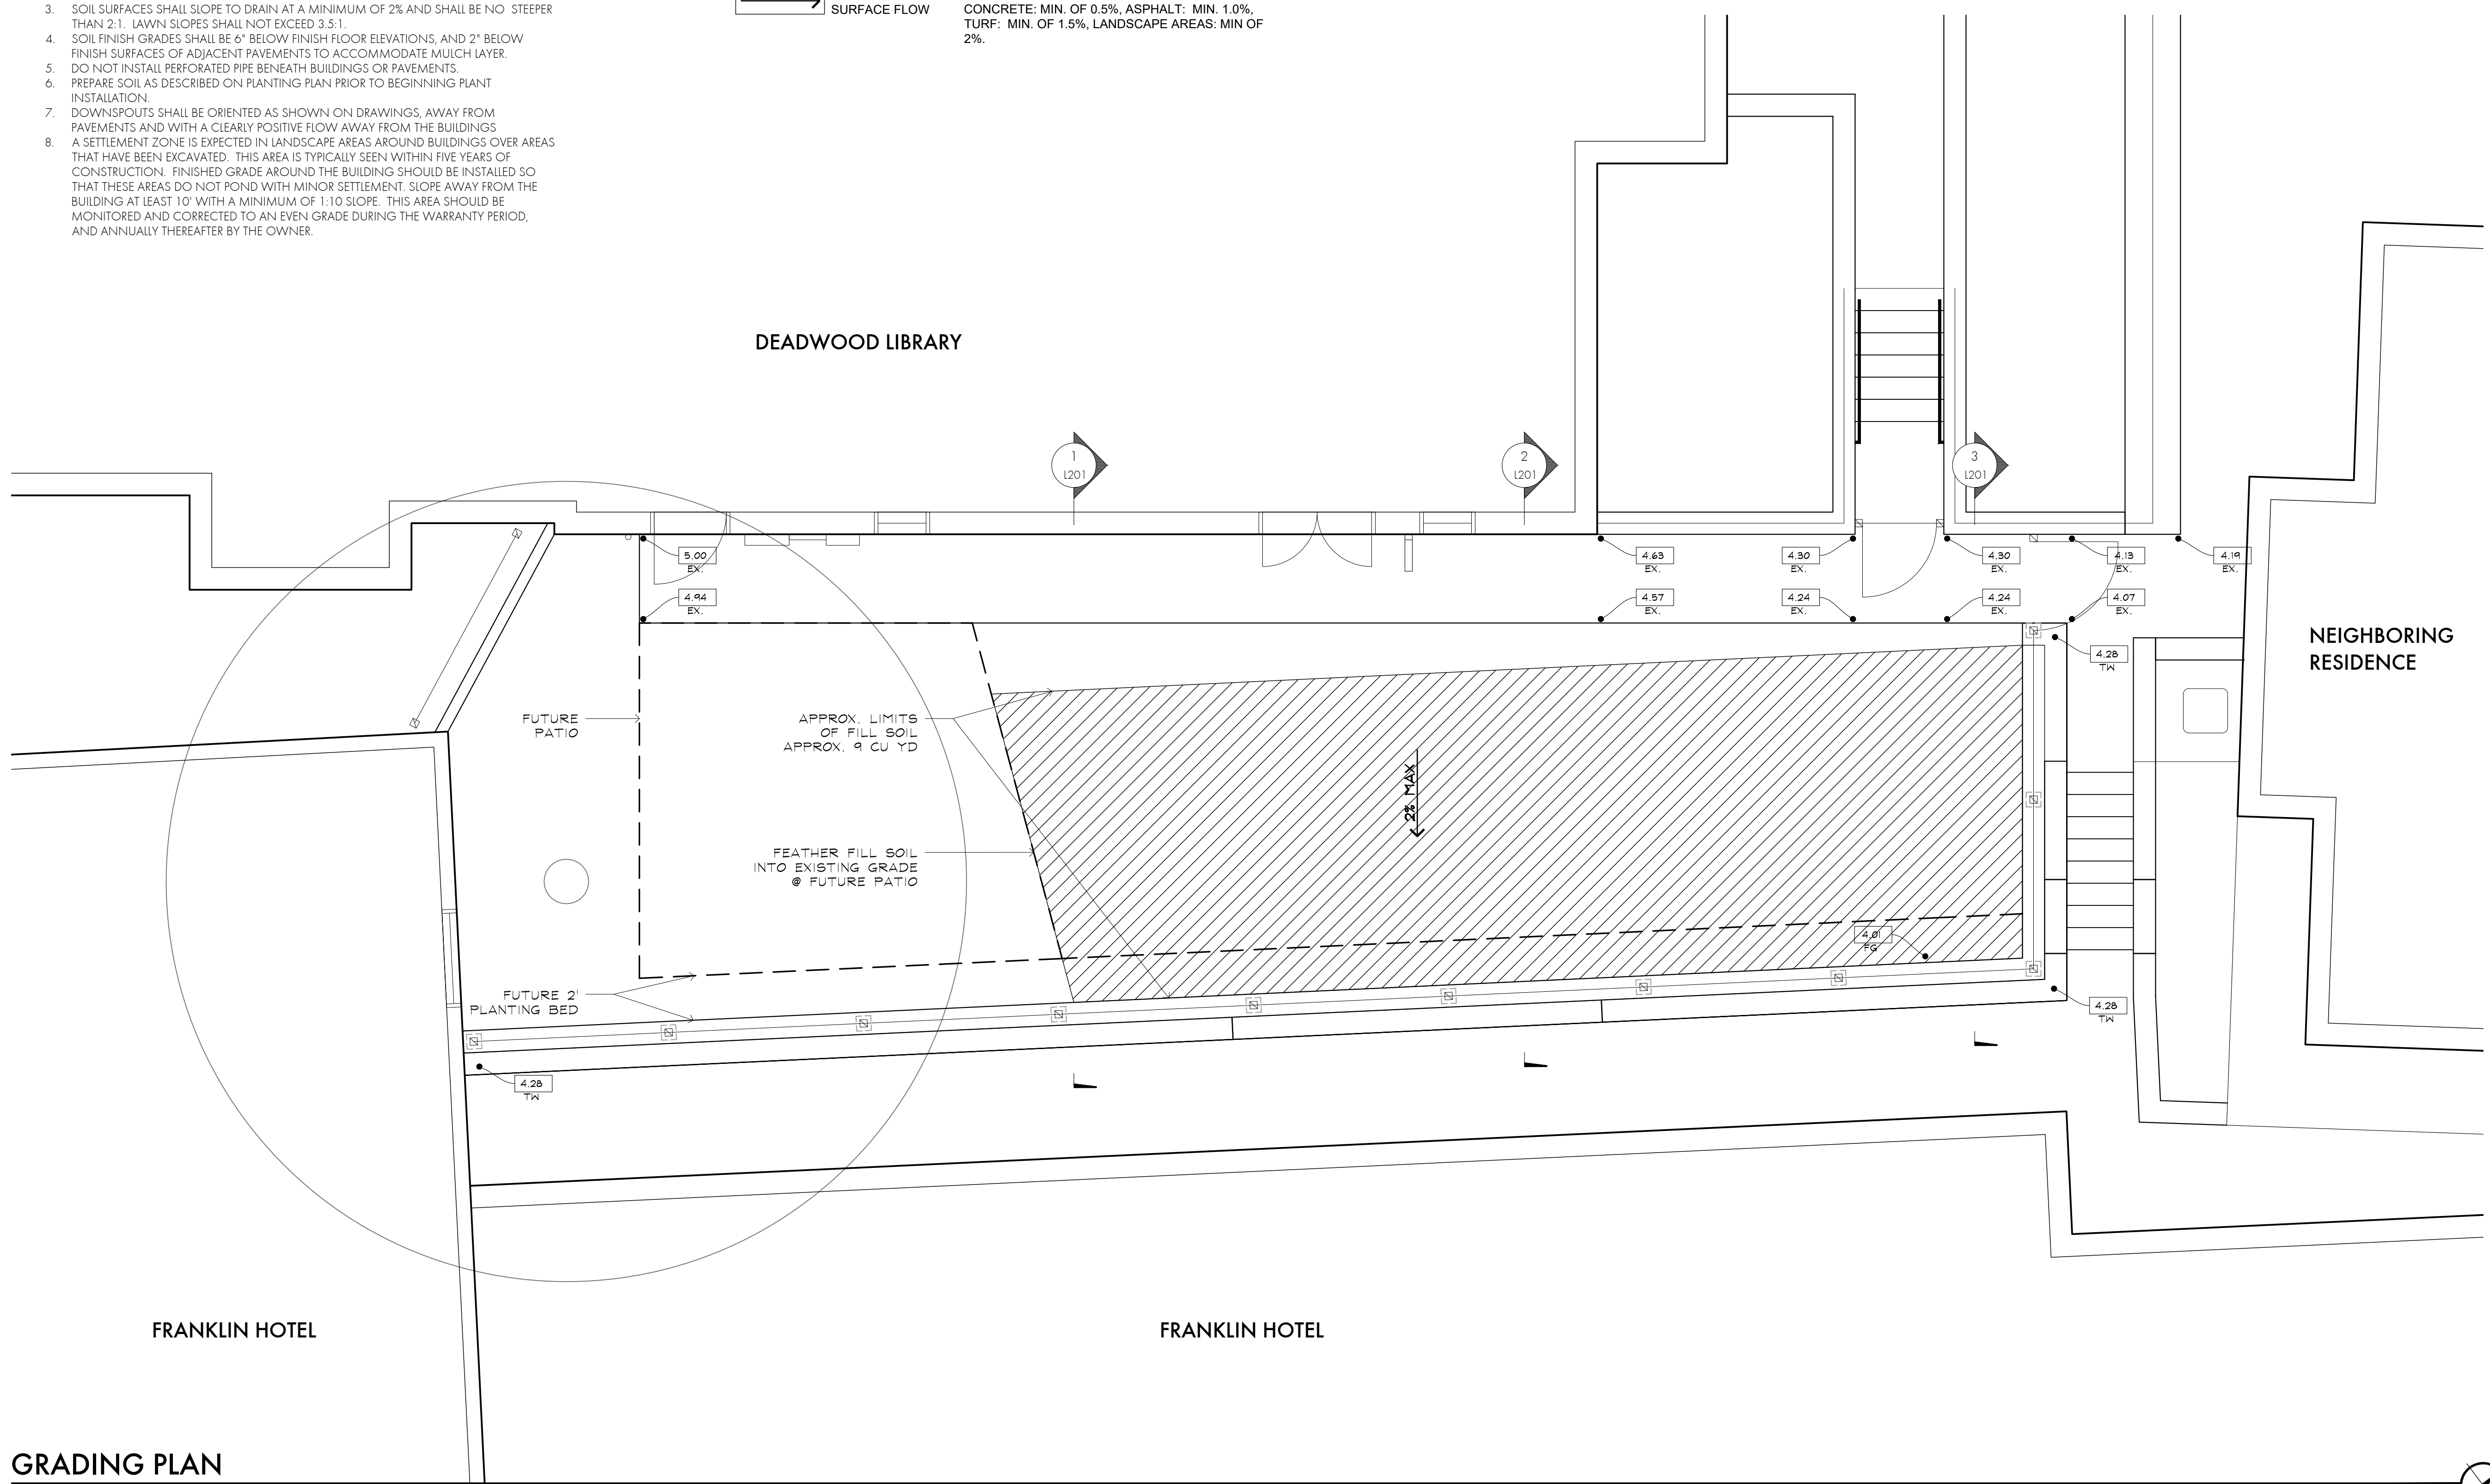 3. SOIL SURFACES SHALL SLOPE TO DRAIN AT A MINIMUM OF 2% AND SHALL BE NO STEEPER
THAN 2:1. LAWN SLOPES SHALL NOT EXCEED 3.5:1.
4. SOIL FINISH GRADES SHALL BE 6" BELOW FINISH FLOOR ELEVATIONS, AND 2" BELOW
FINISH SURFACES OF ADJACENT PAVEMENTS TO ACCOMMODATE MULCH LAYER.
5. DO NOT INSTALL PERFORATED PIPE BENEATH BUILDINGS OR PAVEMENTS.
6. PREPARE SOIL AS DESCRIBED ON PLANTING PLAN PRIOR TO BEGINNING PLANT
INSTALLATION.
7. DOWNSPOUTS SHALL BE ORIENTED AS SHOWN ON DRAWINGS, AWAY FROM
PAVEMENTS AND WITH A CLEARLY POSITIVE FLOW AWAY FROM THE BUILDINGS
8. A SETTLEMENT ZONE IS EXPECTED IN LANDSCAPE AREAS AROUND BUILDINGS OVER AREAS
THAT HAVE BEEN EXCAVATED. THIS AREA IS TYPICALLY SEEN WITHIN FIVE YEARS OF
CONSTRUCTION. FINISHED GRADE AROUND THE BUILDING SHOULD BE INSTALLED SO
THAT THESE AREAS DO NOT POND WITH MINOR SETTLEMENT. SLOPE AWAY FROM THE
BUILDING AT LEAST 10' WITH A MINIMUM OF 1:10 SLOPE. THIS AREA SHOULD BE
MONITORED AND CORRECTED TO AN EVEN GRADE DURING THE WARRANTY PERIOD,
AND ANNUALLY THEREAFTER BY THE OWNER.
SURFACE FLOW
CONCRETE: MIN. OF 0.5%, ASPHALT: MIN. 1.0%,
TURF: MIN. OF 1.5%, LANDSCAPE AREAS: MIN OF
2%.
DEADWOOD LIBRARY
1
L201
2
L201
3
L201
5.00
EX.
4.63
EX.
4.30
EX.
4.30
EX.
4.13
EX.
4.19
EX.
4.94
EX.
4.57
EX.
4.24
EX.
4.24
EX.
4.07
EX.
NEIGHBORING
RESIDENCE
4.28
TW
FUTURE
PATIO
APPROX. LIMITS
OF FILL SOIL
APPROX. 9 CU YD
2% MAX
FEATHER FILL SOIL
INTO EXISTING GRADE
@ FUTURE PATIO
4.01
FG
FUTURE 2'
PLANTING BED
4.28
TW
4.28
TW
FRANKLIN HOTEL
FRANKLIN HOTEL
GRADING PLAN